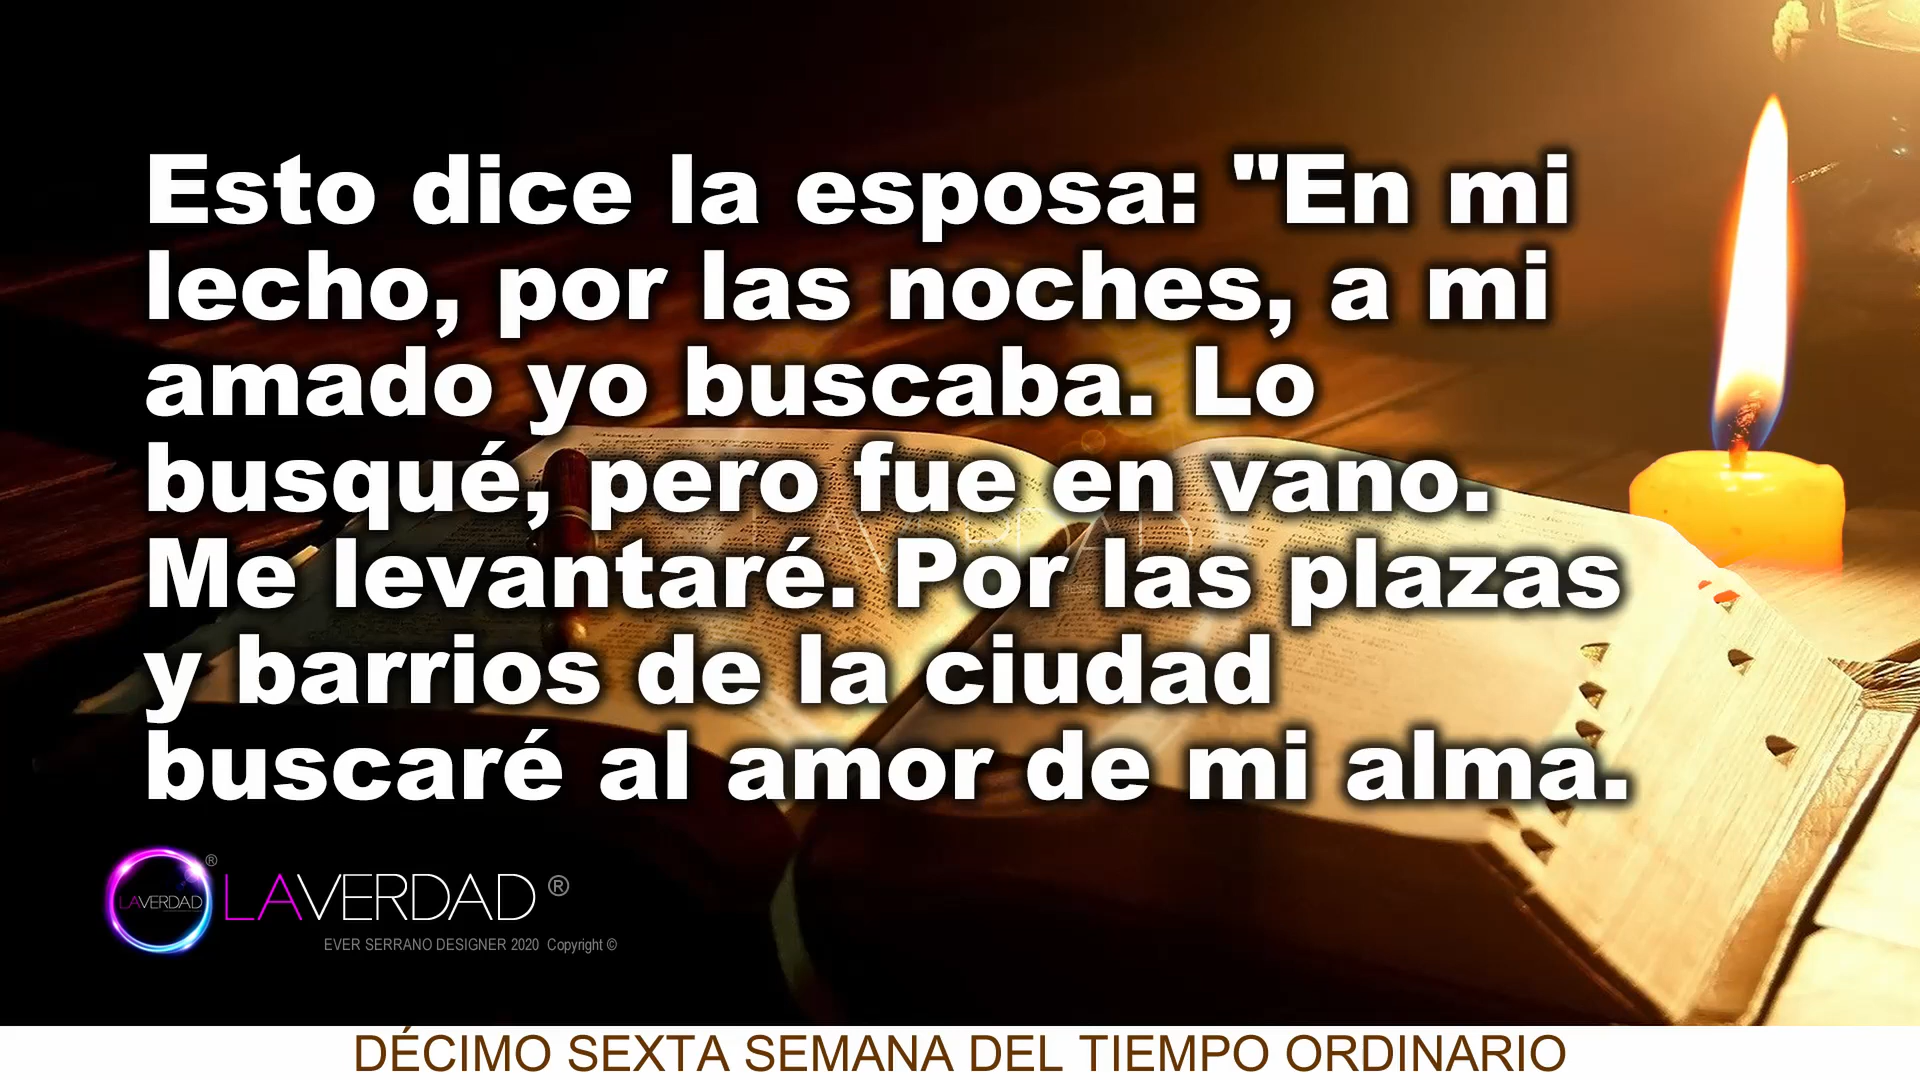 Esto dice la esposa: "En mi
lecho, por las noches, a mi
amado yo buscaba. Lo
busqué, pero fue en vano.
Me levantaré. Por las plazas
y barrios de la ciudad
buscaré al amor de mi alma.
LAVERDAD ®
LAVERDAD ®
EVER SERRANO DESIGNER 2020 Copyright ©
DÉCIMO SEXTA SEMANA DEL TIEMPO ORDINARIO